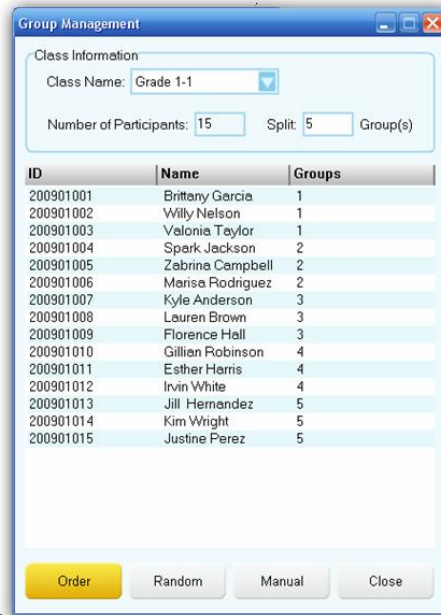 Group Management
Class Information
Class Name: Grade 1-1
Number of Participants: 15 Split: 5 Group(s)
ID Name Groups
200901001 Brittany Garcia 1
200901002 Willy Nelson 1
200901003 Valonia Taylor 1
200901004 Spark Jackson 2
200901005 Zabrina Campbell 2
200901006 Marisa Rodriguez 2
200901007 Kyle Anderson 3
200901008 Lauren Brown 3
200901009 Florence Hall 3
200901010 Gillian Robinson 4
200901011 Esther Harris 4
200901012 Irvin White 4
200901013 Jill Hernandez 5
200901014 Kim Wright 5
200901015 Justine Perez 5
Order Random Manual Close